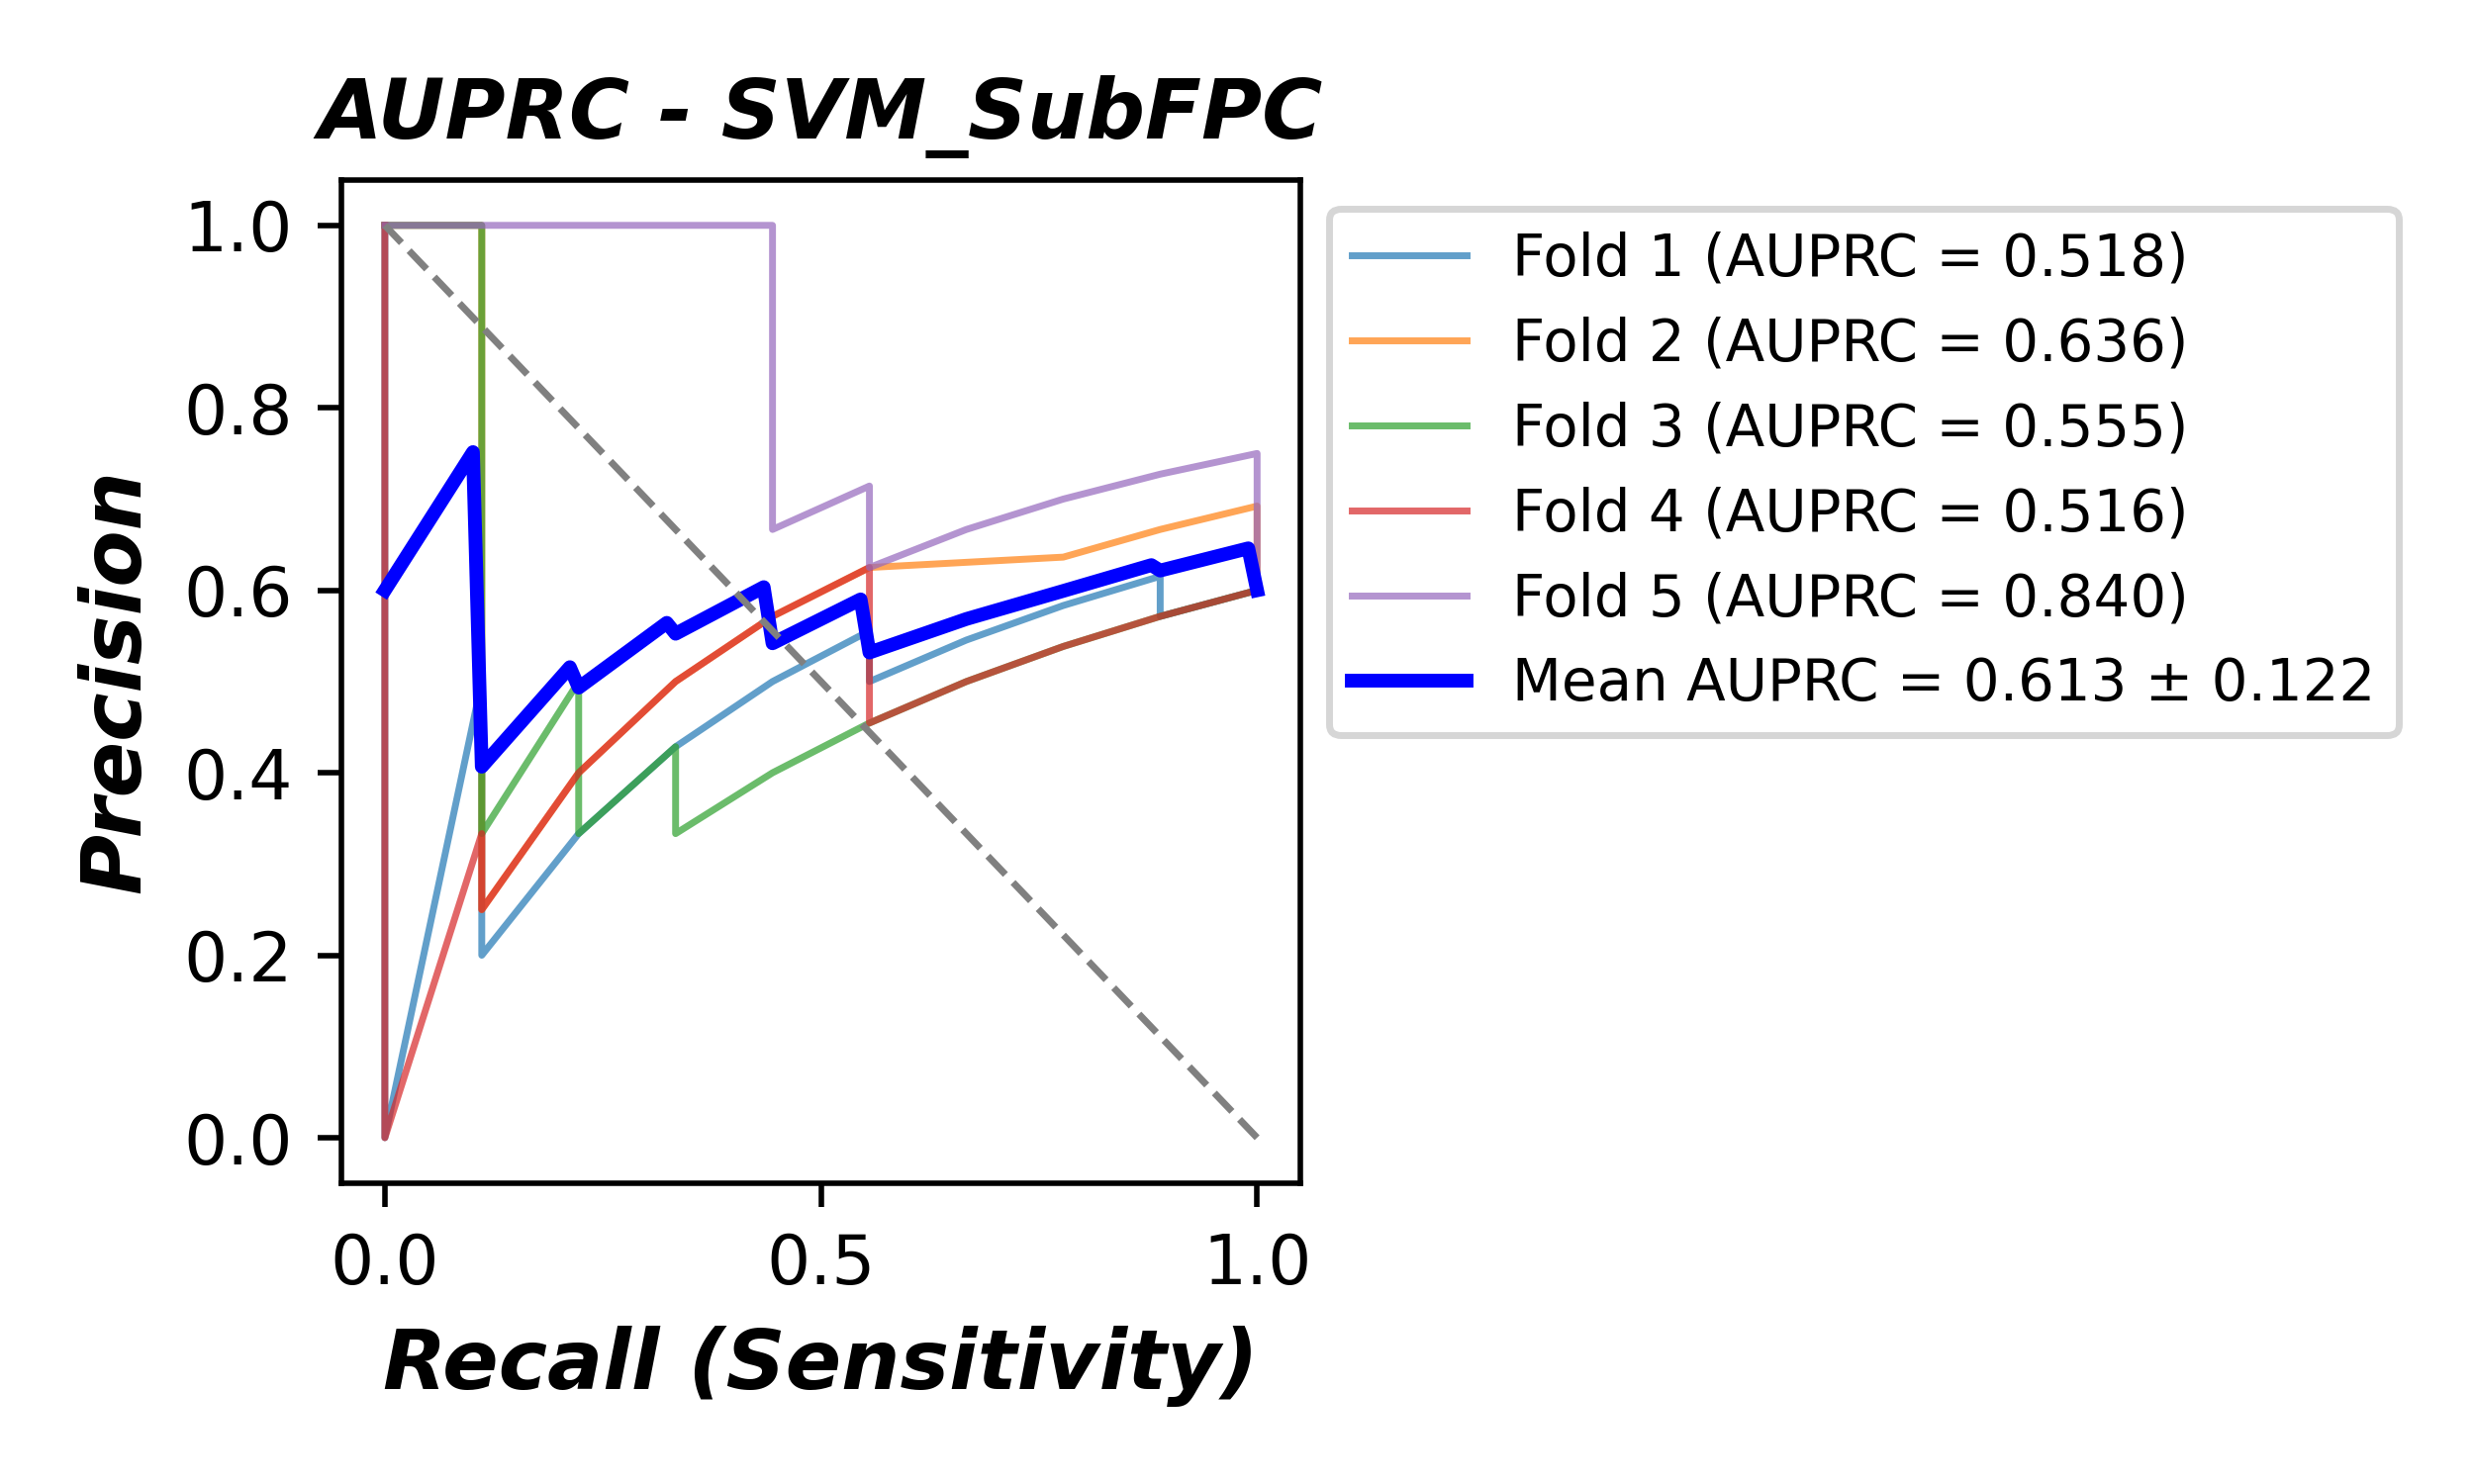 AUPRC - SVM_SubFPC
Precision
1.0
0.8
0.6
0.4
0.2
0.0
0.0 0.5 1.0
Recall (Sensitivity)
Fold 1 (AUPRC = 0.518)
Fold 2 (AUPRC = 0.636)
Fold 3 (AUPRC = 0.555)
Fold 4 (AUPRC = 0.516)
Fold 5 (AUPRC = 0.840)
Mean AUPRC = 0.613 ± 0.122